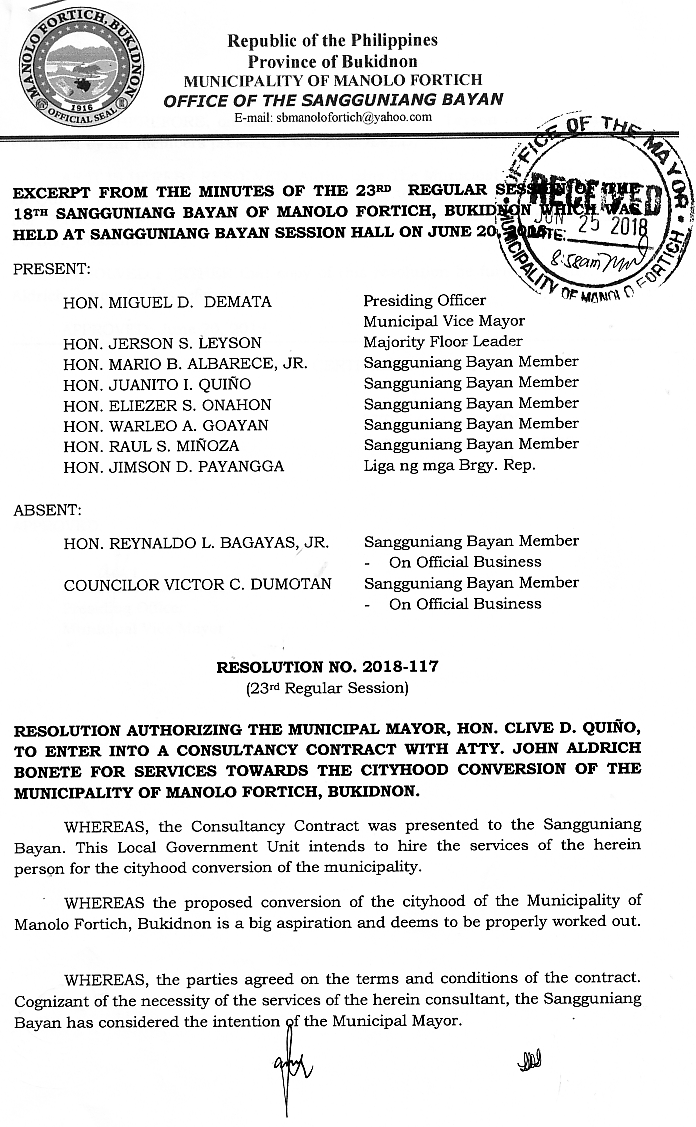 MANOLO FORTICH, BUKIDNON
1916
OFFICIAL SEAL
Republic of the Philippines
Province of Bukidnon
MUNICIPALITY OF MANOLO FORTICH
OFFICE OF THE SANGGUNIANG BAYAN
E-mail: sbmanolofortich@yahoo.com
OFFICE OF THE MAYOR
RECEIVED
JUN 25 2018
DATE:
8:58am
MUNICIPALITY OF MANOLO FORTICH
EXCERPT FROM THE MINUTES OF THE 23RD REGULAR SESSION OF THE
18TH SANGGUNIANG BAYAN OF MANOLO FORTICH, BUKIDNON WHICH WAS
HELD AT SANGGUNIANG BAYAN SESSION HALL ON JUNE 20, 2018.
PRESENT:
HON. MIGUEL D. DEMATA Presiding Officer
Municipal Vice Mayor
HON. JERSON S. LEYSON Majority Floor Leader
HON. MARIO B. ALBARECE, JR. Sangguniang Bayan Member
HON. JUANITO I. QUIÑO Sangguniang Bayan Member
HON. ELIEZER S. ONAHON Sangguniang Bayan Member
HON. WARLEO A. GOAYAN Sangguniang Bayan Member
HON. RAUL S. MIÑOZA Sangguniang Bayan Member
HON. JIMSON D. PAYANGGA Liga ng mga Brgy. Rep.
ABSENT:
HON. REYNALDO L. BAGAYAS, JR. Sangguniang Bayan Member
- On Official Business
COUNCILOR VICTOR C. DUMOTAN Sangguniang Bayan Member
- On Official Business
RESOLUTION NO. 2018-117
(23rd Regular Session)
RESOLUTION AUTHORIZING THE MUNICIPAL MAYOR, HON. CLIVE D. QUIÑO,
TO ENTER INTO A CONSULTANCY CONTRACT WITH ATTY. JOHN ALDRICH
BONETE FOR SERVICES TOWARDS THE CITYHOOD CONVERSION OF THE
MUNICIPALITY OF MANOLO FORTICH, BUKIDNON.
WHEREAS, the Consultancy Contract was presented to the Sangguniang
Bayan. This Local Government Unit intends to hire the services of the herein
person for the cityhood conversion of the municipality.
WHEREAS the proposed conversion of the cityhood of the Municipality of
Manolo Fortich, Bukidnon is a big aspiration and deems to be properly worked out.
WHEREAS, the parties agreed on the terms and conditions of the contract.
Cognizant of the necessity of the services of the herein consultant, the Sangguniang
Bayan has considered the intention of the Municipal Mayor.